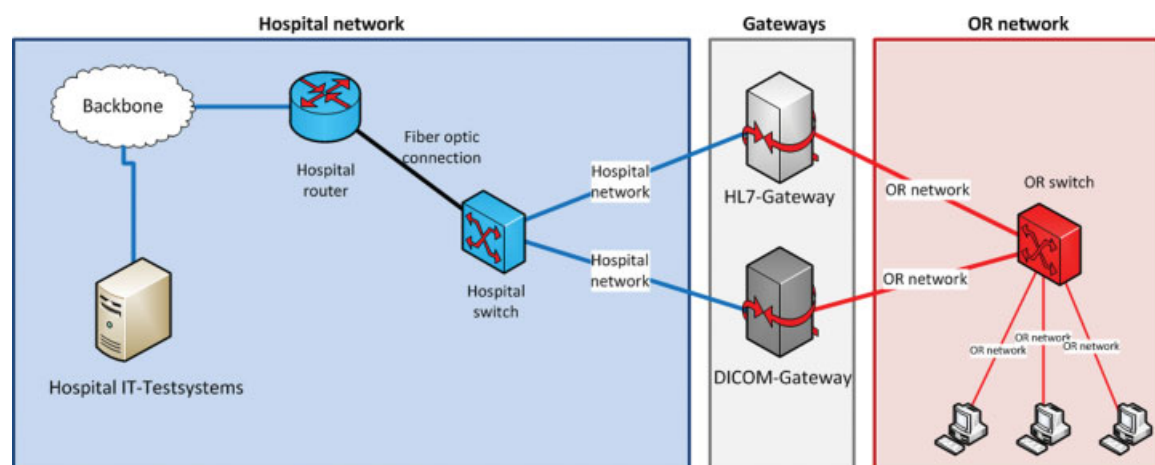 Hospital network
Gateways
OR network
Backbone
Fiber optic
connection
Hospital
router
Hospital
network
HL7-Gateway
OR network
OR switch
Hospital
network
OR network
Hospital
switch
Hospital IT-Testsystems
DICOM-Gateway
OR network
OR network
OR network